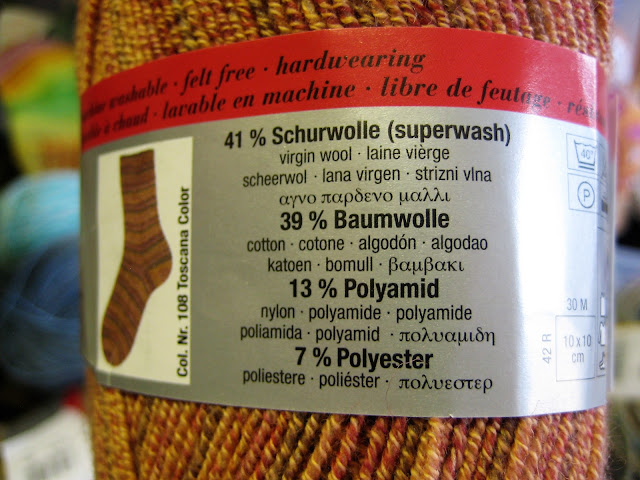 washable · felt free · hardwearing
à chaud · lavable en machine · libre de feutage ·
41 % Schurwolle (superwash)
virgin wool · laine vièrge
scheerwol · lana virgen · strizni vlna
αγνο παρδενο μαλλι
39 % Baumwolle
cotton · cotone · algodón · algodao
katoen · bomull · βαμβακι
13 % Polyamid
nylon · polyamide · polyamide
poliamida · polyamid · πολυαμιδη
7 % Polyester
poliestere · poliéster · πολυεστερ
Col. Nr. 108 Toscana Color
40°
P
30 M
42 R
10 x 10
cm